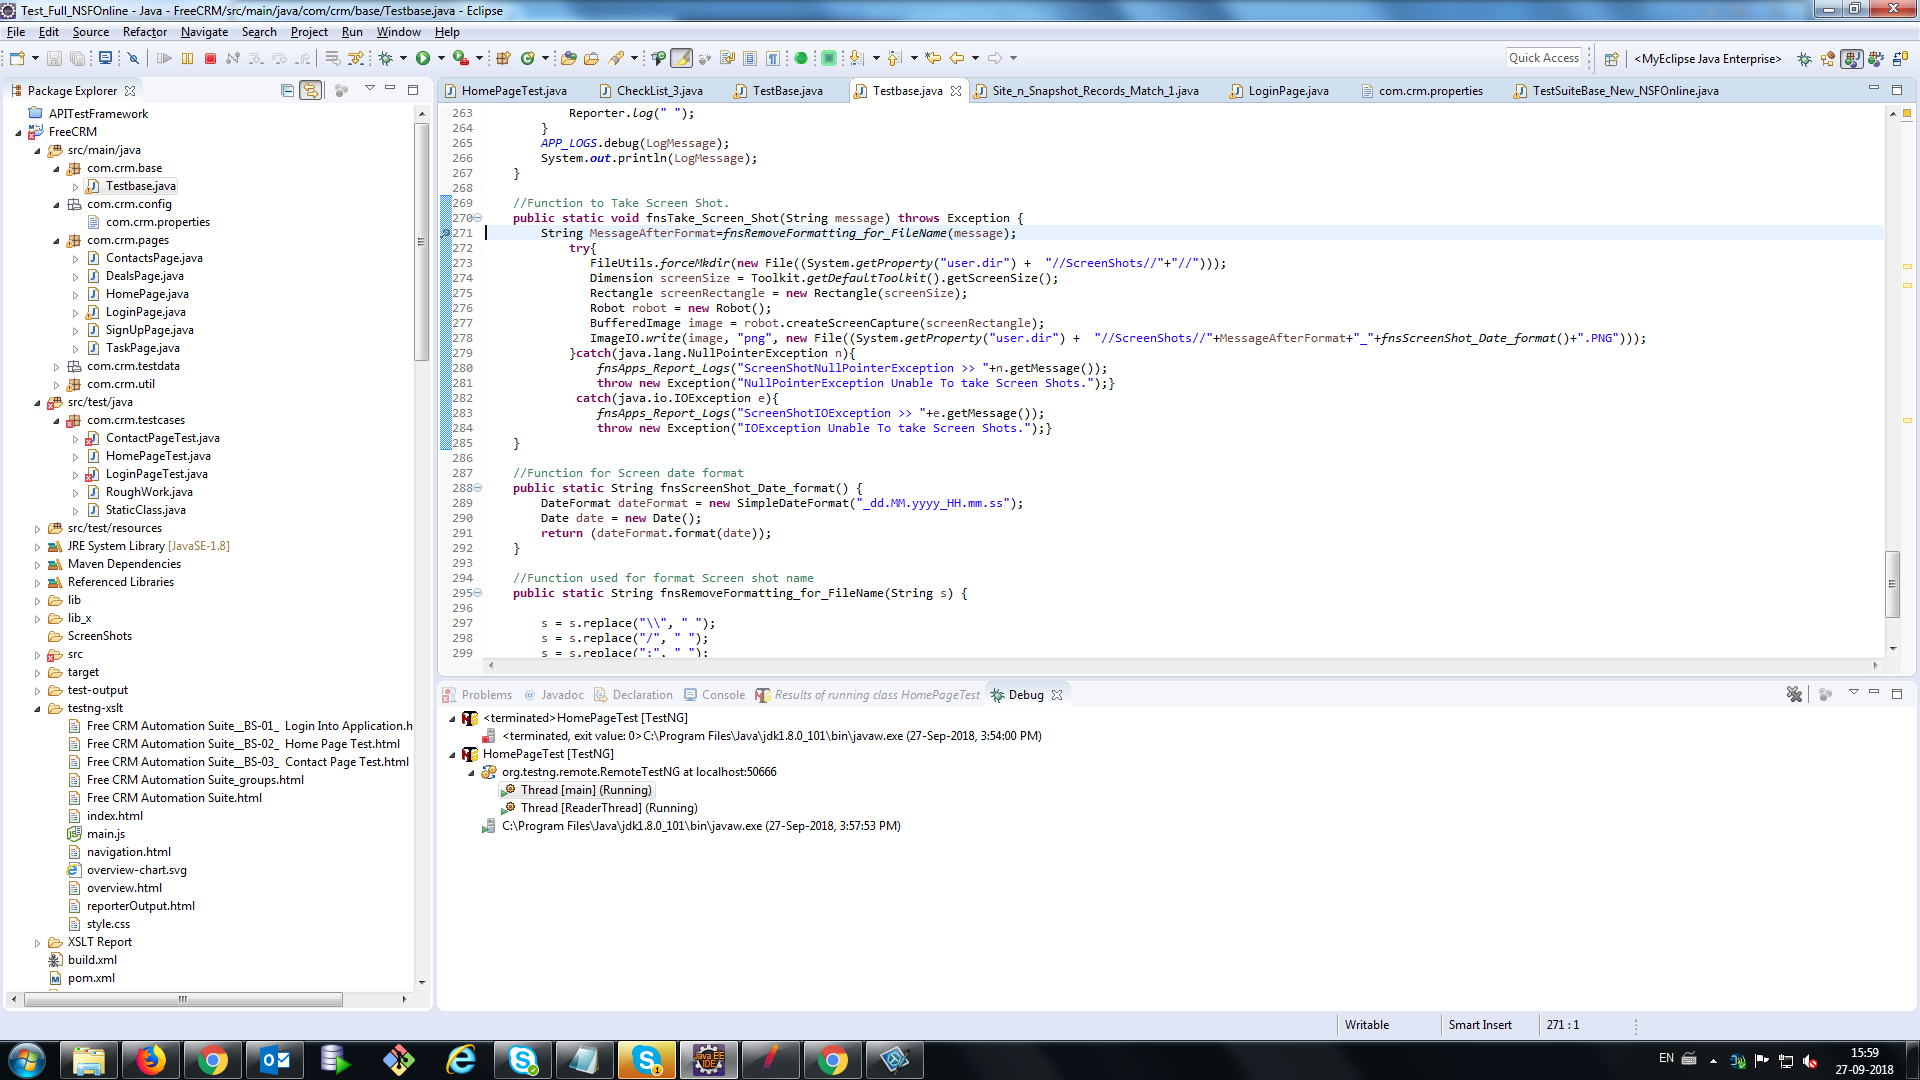 Test_Full_NSFOnline - Java - FreeCRM/src/main/java/com/crm/base/Testbase.java - Eclipse
File Edit Source Refactor Navigate Search Project Run Window Help
Quick Access <MyEclipse Java Enterprise>
Package Explorer
APITestFramework
FreeCRM
src/main/java
com.crm.base
Testbase.java
com.crm.config
com.crm.properties
com.crm.pages
ContactsPage.java
DealsPage.java
HomePage.java
LoginPage.java
SignUpPage.java
TaskPage.java
com.crm.testdata
com.crm.util
src/test/java
com.crm.testcases
ContactPageTest.java
HomePageTest.java
LoginPageTest.java
RoughWork.java
StaticClass.java
src/test/resources
JRE System Library [JavaSE-1.8]
Maven Dependencies
Referenced Libraries
lib
lib_x
ScreenShots
src
target
test-output
testng-xslt
Free CRM Automation Suite__BS-01_ Login Into Application.h
Free CRM Automation Suite__BS-02_ Home Page Test.html
Free CRM Automation Suite__BS-03_ Contact Page Test.html
Free CRM Automation Suite_groups.html
Free CRM Automation Suite.html
index.html
main.js
navigation.html
overview-chart.svg
overview.html
reporterOutput.html
style.css
XSLT Report
build.xml
pom.xml
HomePageTest.java CheckList_3.java TestBase.java Testbase.java Site_n_Snapshot_Records_Match_1.java LoginPage.java com.crm.properties TestSuiteBase_New_NSFOnline.java
263 Reporter.log(" ");
264 }
265 APP_LOGS.debug(LogMessage);
266 System.out.println(LogMessage);
267 }
268
269 //Function to Take Screen Shot.
270 public static void fnsTake_Screen_Shot(String message) throws Exception {
271 String MessageAfterFormat=fnsRemoveFormatting_for_FileName(message);
272 try{
273 FileUtils.forceMkdir(new File((System.getProperty("user.dir") + "//ScreenShots//"+"//")));
274 Dimension screenSize = Toolkit.getDefaultToolkit().getScreenSize();
275 Rectangle screenRectangle = new Rectangle(screenSize);
276 Robot robot = new Robot();
277 BufferedImage image = robot.createScreenCapture(screenRectangle);
278 ImageIO.write(image, "png", new File((System.getProperty("user.dir") + "//ScreenShots//"+MessageAfterFormat+"_"+fnsScreenShot_Date_format()+".PNG")));
279 }catch(java.lang.NullPointerException n){
280 fnsApps_Report_Logs("ScreenShotNullPointerException >> "+n.getMessage());
281 throw new Exception("NullPointerException Unable To take Screen Shots.");}
282 catch(java.io.IOException e){
283 fnsApps_Report_Logs("ScreenShotIOException >> "+e.getMessage());
284 throw new Exception("IOException Unable To take Screen Shots.");}
285 }
286
287 //Function for Screen date format
288 public static String fnsScreenShot_Date_format() {
289 DateFormat dateFormat = new SimpleDateFormat("_dd.MM.yyyy_HH.mm.ss");
290 Date date = new Date();
291 return (dateFormat.format(date));
292 }
293
294 //Function used for format Screen shot name
295 public static String fnsRemoveFormatting_for_FileName(String s) {
296
297 s = s.replace("\\", " ");
298 s = s.replace("/", " ");
299 s = s.replace(":", " ");
Problems @ Javadoc Declaration Console Results of running class HomePageTest Debug
<terminated>HomePageTest [TestNG]
<terminated, exit value: 0>C:\Program Files\Java\jdk1.8.0_101\bin\javaw.exe (27-Sep-2018, 3:54:00 PM)
HomePageTest [TestNG]
org.testng.remote.RemoteTestNG at localhost:50666
Thread [main] (Running)
Thread [ReaderThread] (Running)
C:\Program Files\Java\jdk1.8.0_101\bin\javaw.exe (27-Sep-2018, 3:57:53 PM)
Writable Smart Insert 271 : 1
Java EE
IDE
EN
15:59
27-09-2018